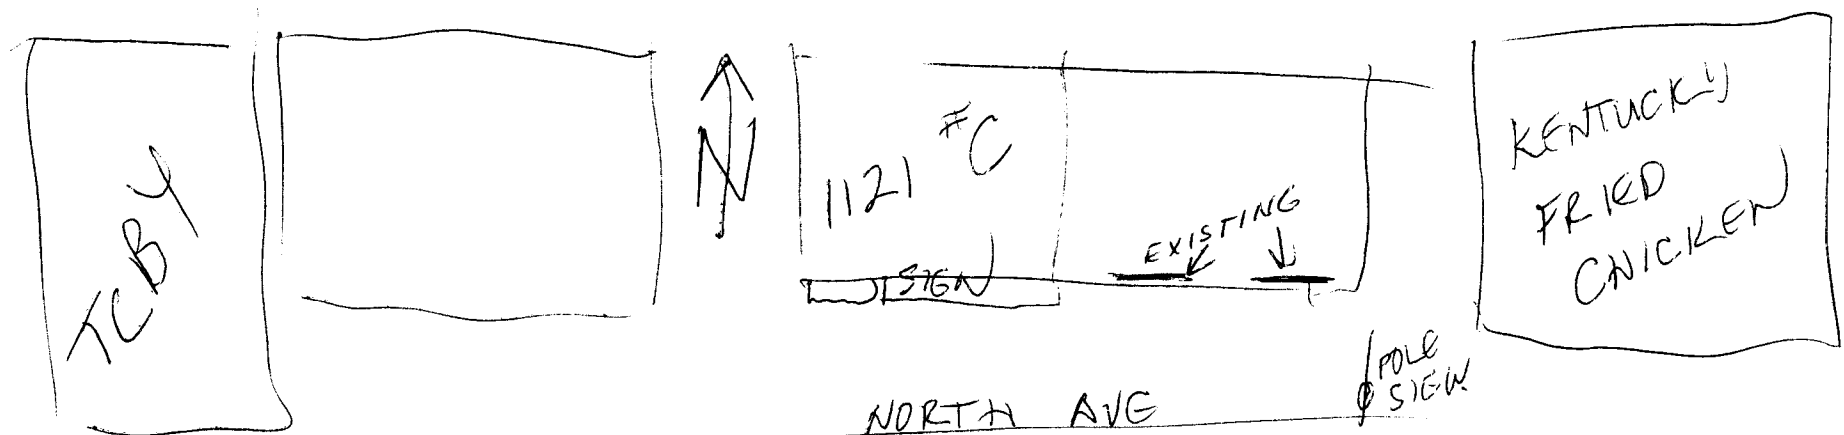 TCBY
N
1121 #C
SIGN
EXISTING
KENTUCKY
FRIED
CHICKEN
POLE
SIGN
NORTH AVE